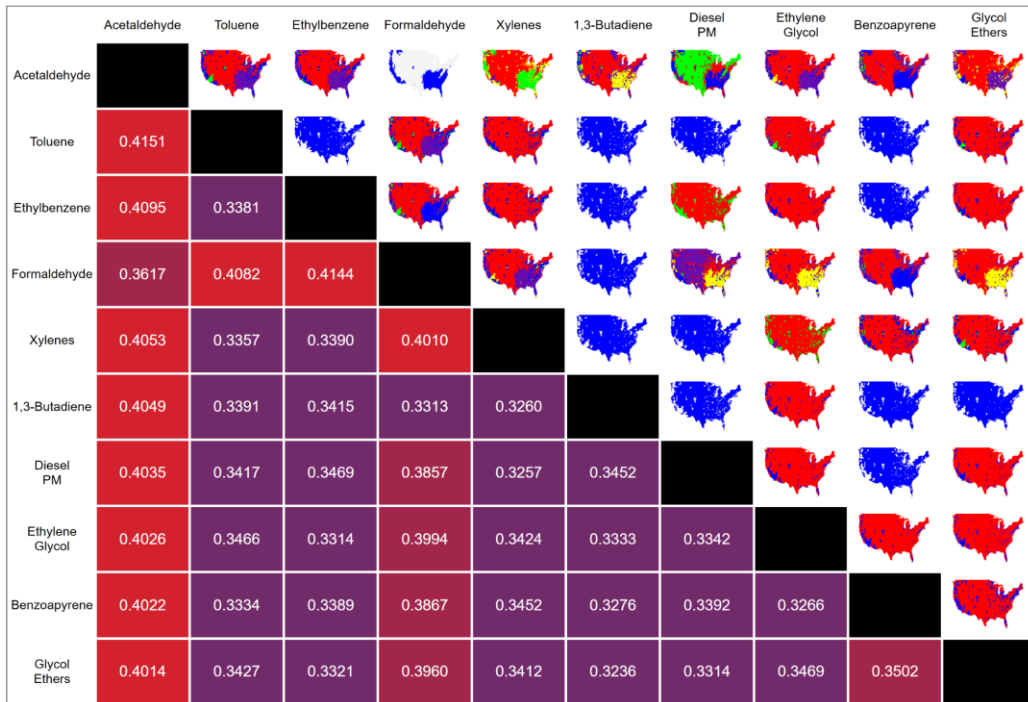 Acetaldehyde Toluene Ethylbenzene Formaldehyde Xylenes 1,3-Butadiene Diesel PM Ethylene Glycol Benzoapyrene Glycol Ethers
Acetaldehyde
Toluene 0.4151
Ethylbenzene 0.4095 0.3381
Formaldehyde 0.3617 0.4082 0.4144
Xylenes 0.4053 0.3357 0.3390 0.4010
1,3-Butadiene 0.4049 0.3391 0.3415 0.3313 0.3260
Diesel PM 0.4035 0.3417 0.3469 0.3857 0.3257 0.3452
Ethylene Glycol 0.4026 0.3466 0.3314 0.3994 0.3424 0.3333 0.3342
Benzoapyrene 0.4022 0.3334 0.3389 0.3867 0.3452 0.3276 0.3392 0.3266
Glycol Ethers 0.4014 0.3427 0.3321 0.3960 0.3412 0.3236 0.3314 0.3469 0.3502